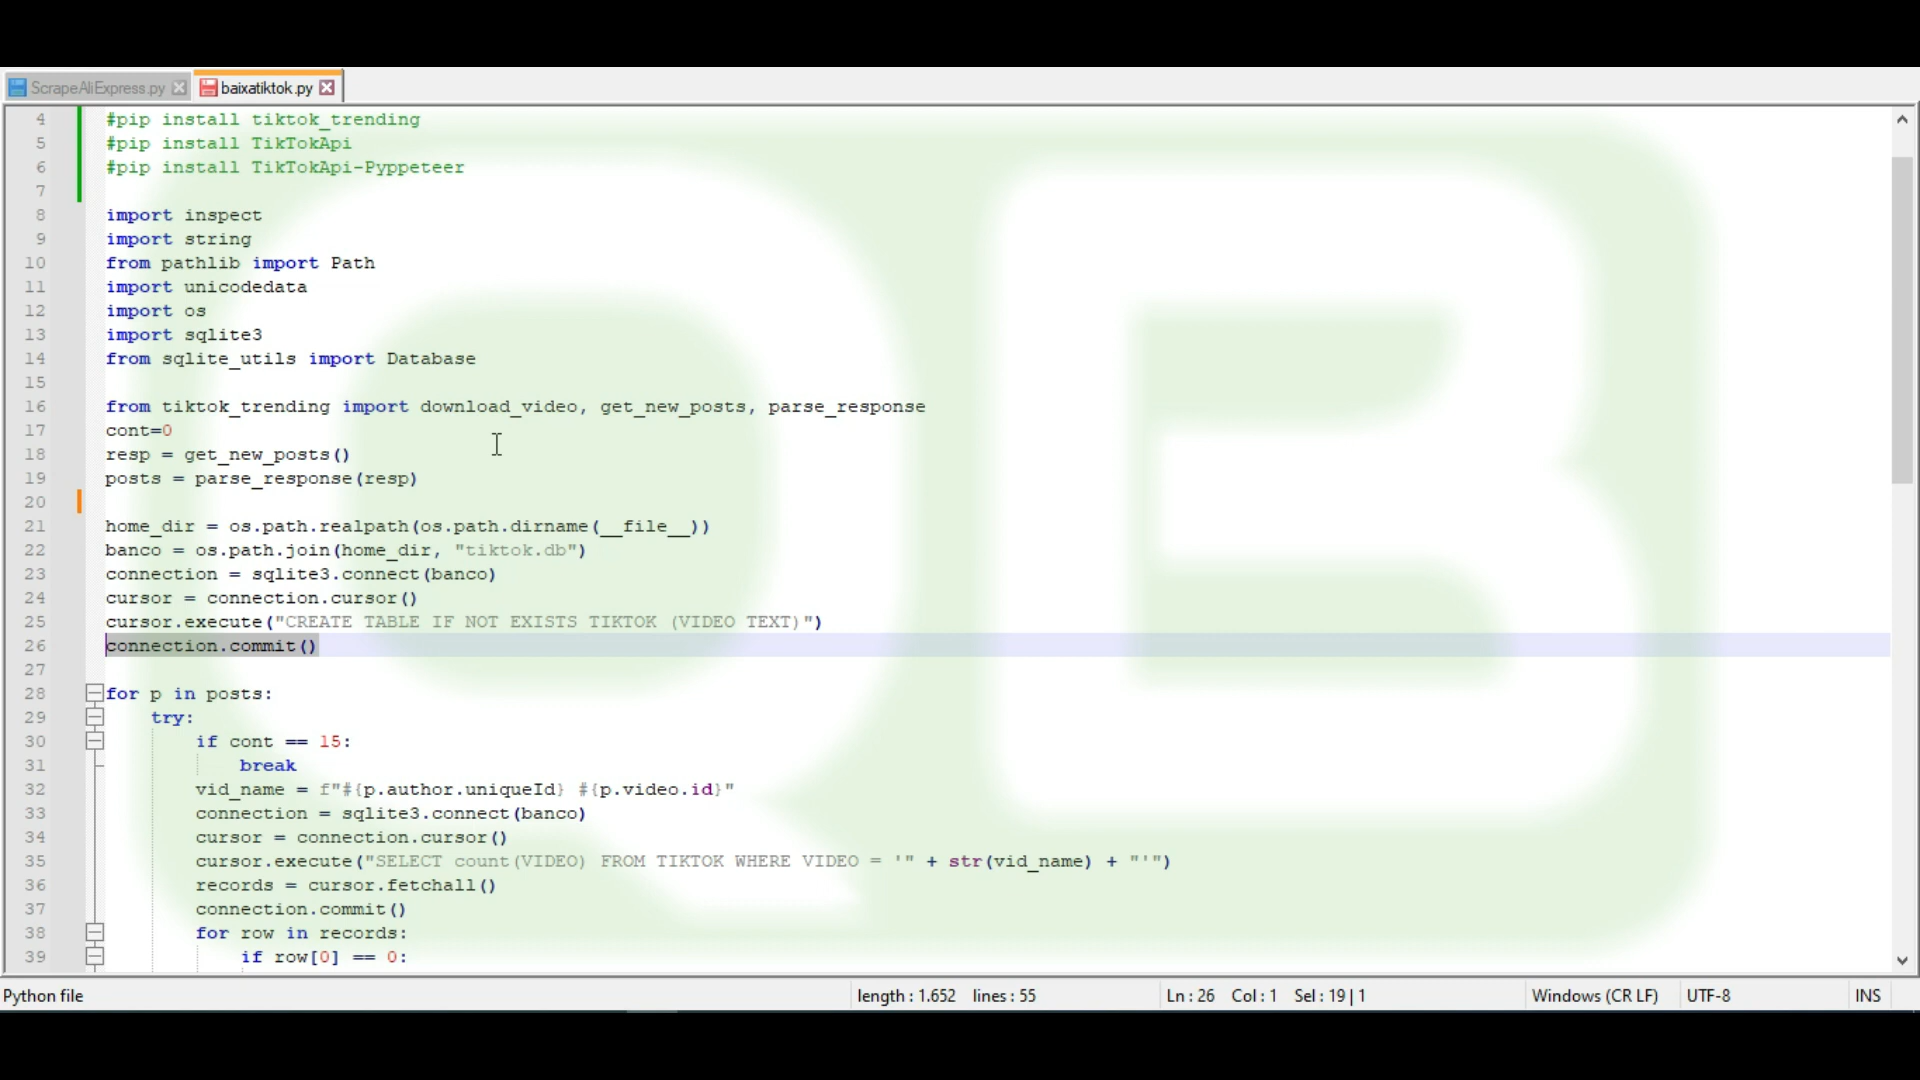 ScrapeAliExpress.py baixatiktok.py
4 #pip install tiktok_trending
5 #pip install TikTokApi
6 #pip install TikTokApi-Pyppeteer
7
8 import inspect
9 import string
10 from pathlib import Path
11 import unicodedata
12 import os
13 import sqlite3
14 from sqlite_utils import Database
15
16 from tiktok_trending import download_video, get_new_posts, parse_response
17 cont=0
18 resp = get_new_posts()
19 posts = parse_response(resp)
20
21 home_dir = os.path.realpath(os.path.dirname(__file__))
22 banco = os.path.join(home_dir, "tiktok.db")
23 connection = sqlite3.connect(banco)
24 cursor = connection.cursor()
25 cursor.execute("CREATE TABLE IF NOT EXISTS TIKTOK (VIDEO TEXT)")
26 connection.commit()
27
28 for p in posts:
29 try:
30 if cont == 15:
31 break
32 vid_name = f"#{p.author.uniqueId} #{p.video.id}"
33 connection = sqlite3.connect(banco)
34 cursor = connection.cursor()
35 cursor.execute("SELECT count(VIDEO) FROM TIKTOK WHERE VIDEO = '" + str(vid_name) + "'")
36 records = cursor.fetchall()
37 connection.commit()
38 for row in records:
39 if row[0] == 0:
Python file length : 1.652 lines : 55 Ln : 26 Col : 1 Sel : 19 | 1 Windows (CR LF) UTF-8 INS